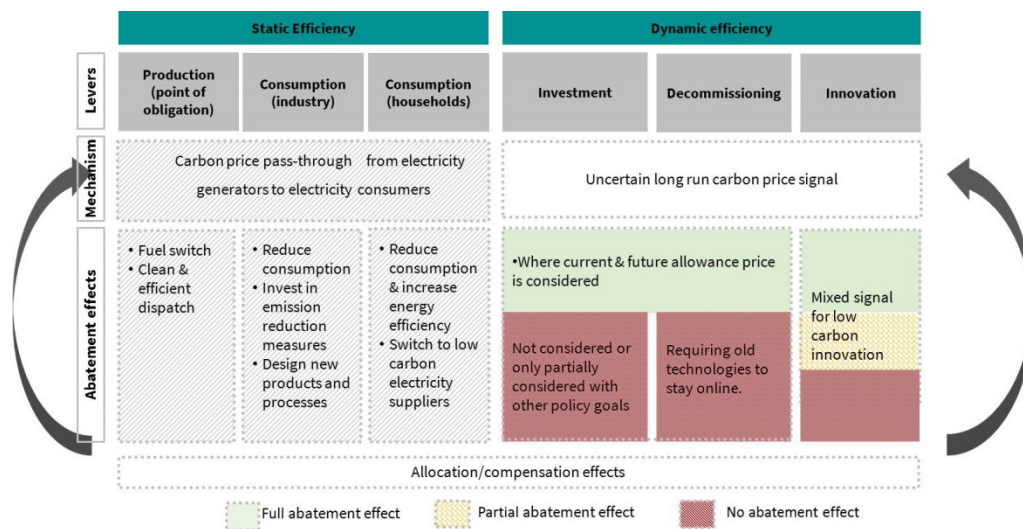 Static Efficiency
Dynamic efficiency
Levers
Production
(point of
obligation)
Consumption
(industry)
Consumption
(households)
Investment
Decommissioning
Innovation
Mechanism
Carbon price pass-through from electricity
generators to electricity consumers
Uncertain long run carbon price signal
Abatement effects
• Fuel switch
• Clean &
efficient
dispatch
• Reduce
consumption
• Invest in
emission
reduction
measures
• Design new
products and
processes
• Reduce
consumption
& increase
energy
efficiency
• Switch to low
carbon
electricity
suppliers
•Where current & future allowance price
is considered
Not considered or
only partially
considered with
other policy goals
Requiring old
technologies to
stay online.
Mixed signal
for low
carbon
innovation
Allocation/compensation effects
Full abatement effect
Partial abatement effect
No abatement effect